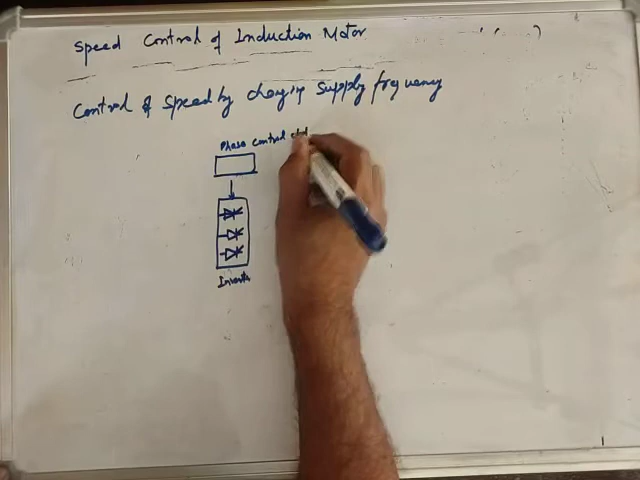 Speed Control of Induction Motor
Control of Speed by changing Supply frequency
Phase control
Inverter